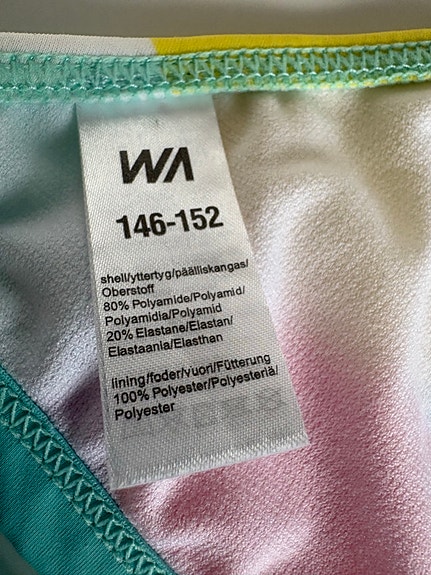 WA
146-152
shell/yttertyg/päälliskangas/
Oberstoff
80% Polyamide/Polyamid/
Polyamidia/Polyamid
20% Elastane/Elastan/
Elastaania/Elasthan
lining/foder/vuori/Fütterung
100% Polyester/Polyesteriä/
Polyester